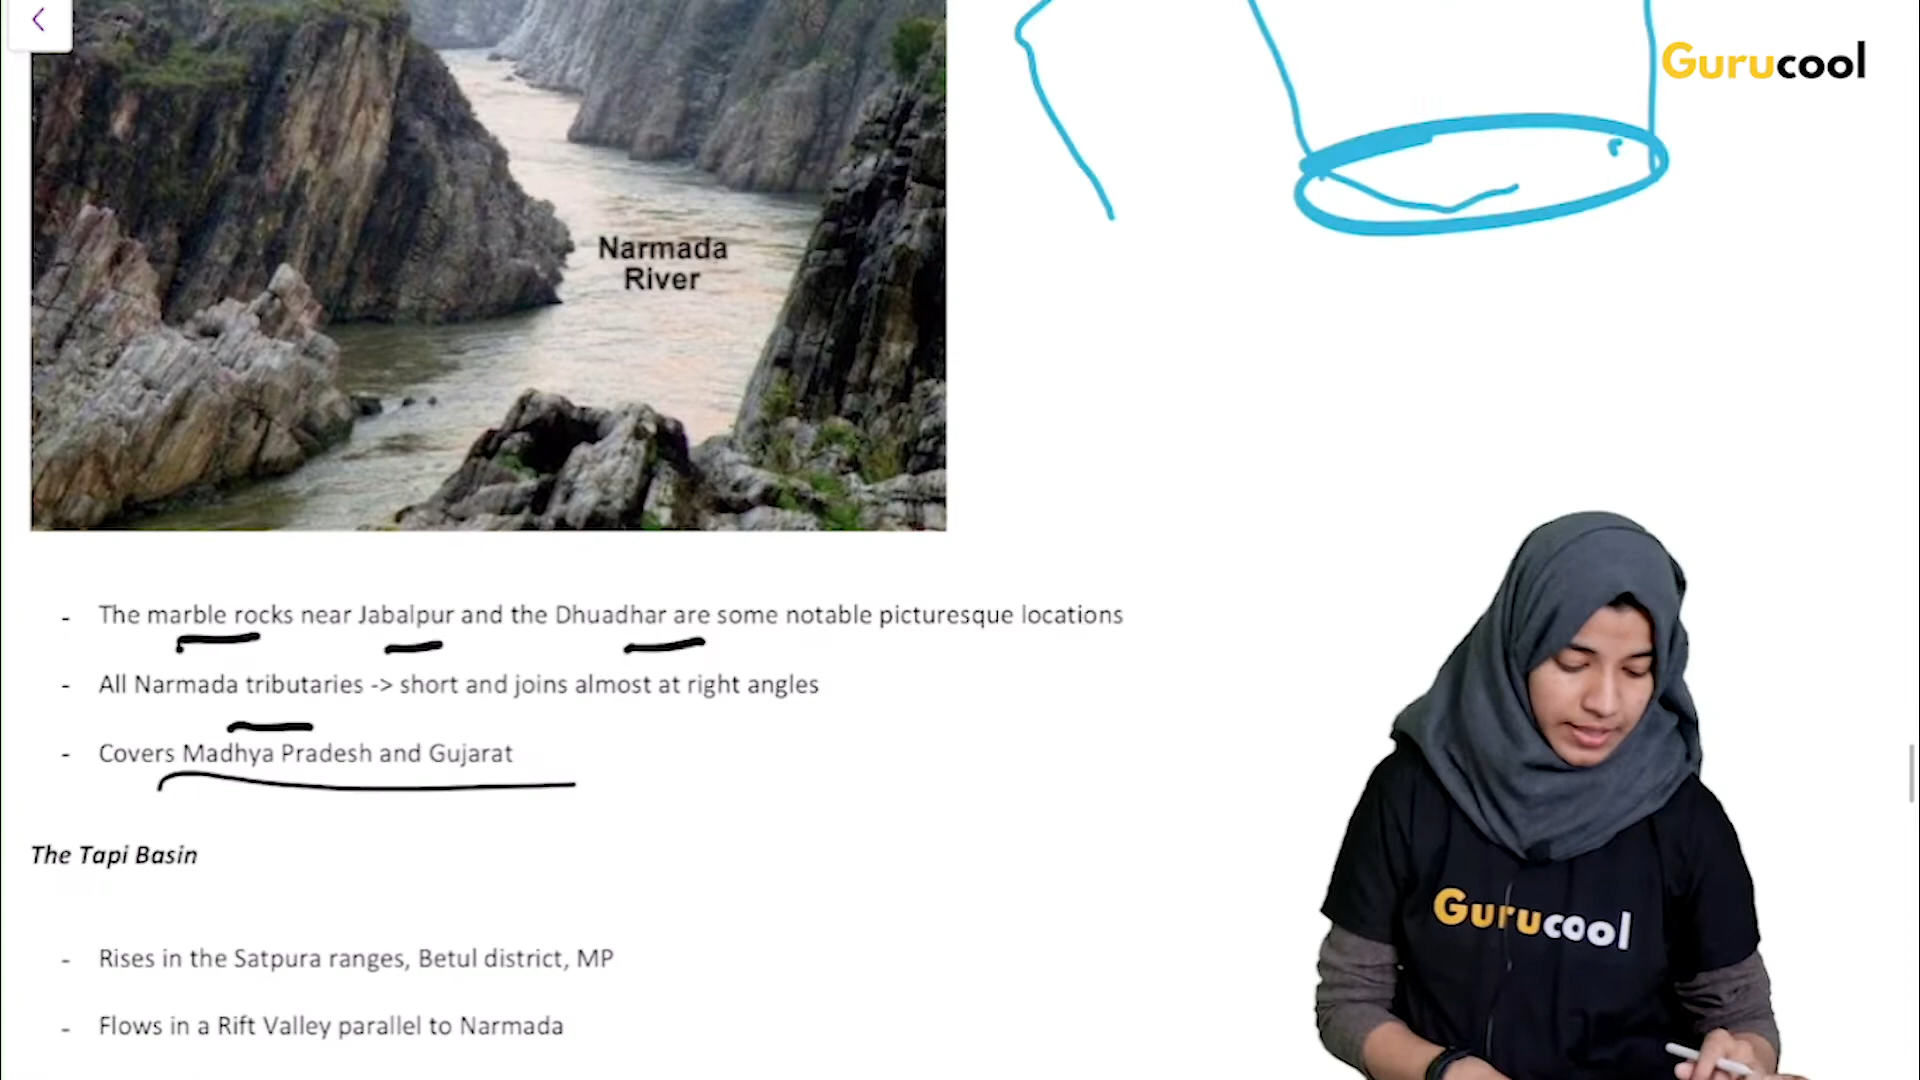 Gurucool
Narmada
River
- The marble rocks near Jabalpur and the Dhuadhar are some notable picturesque locations
- All Narmada tributaries -> short and joins almost at right angles
- Covers Madhya Pradesh and Gujarat
The Tapi Basin
- Rises in the Satpura ranges, Betul district, MP
- Flows in a Rift Valley parallel to Narmada
Gurucool